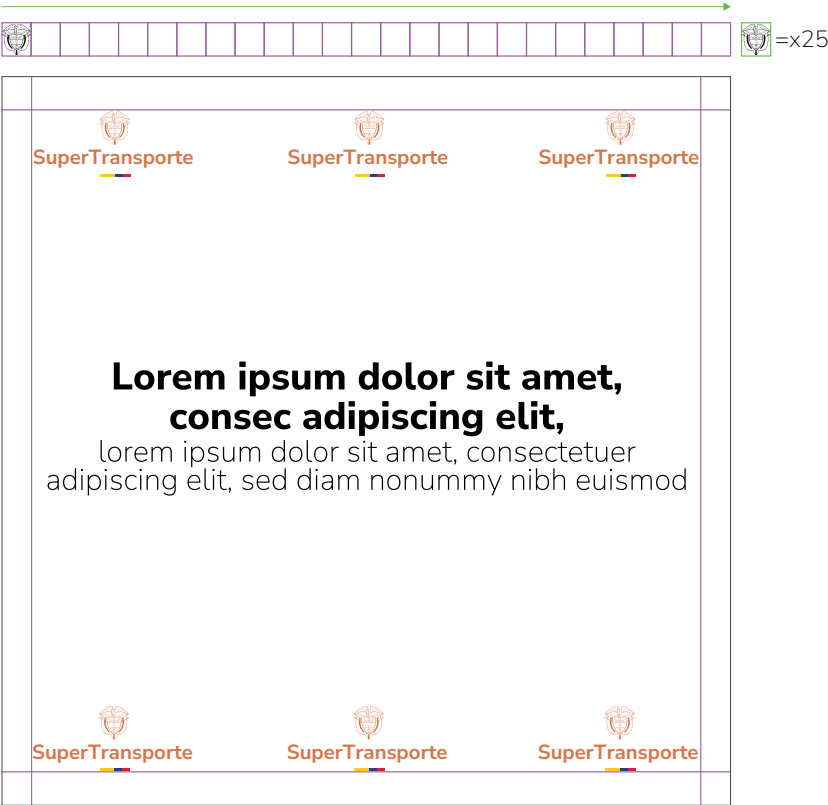 =x25
SuperTransporte
SuperTransporte
SuperTransporte
Lorem ipsum dolor sit amet,
consec adipiscing elit,
lorem ipsum dolor sit amet, consectetuer
adipiscing elit, sed diam nonummy nibh euismod
SuperTransporte
SuperTransporte
SuperTransporte